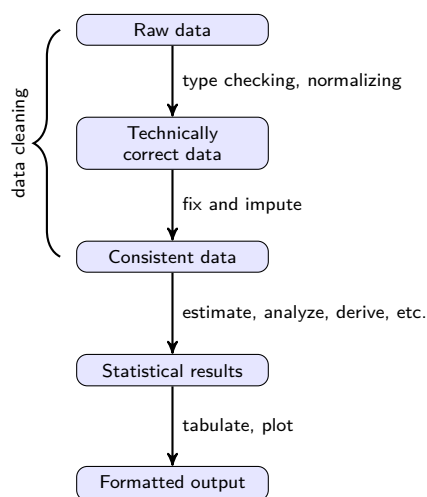 Raw data
type checking, normalizing
Technically
correct data
data cleaning
fix and impute
Consistent data
estimate, analyze, derive, etc.
Statistical results
tabulate, plot
Formatted output